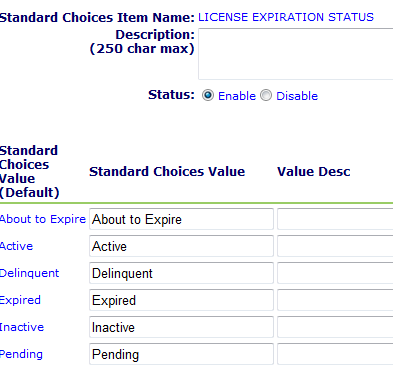 Standard Choices Item Name: LICENSE EXPIRATION STATUS
Description:
(250 char max)
Status: Enable Disable
Standard
Choices
Value
(Default)
Standard Choices Value Value Desc
About to Expire About to Expire
Active Active
Delinquent Delinquent
Expired Expired
Inactive Inactive
Pending Pending